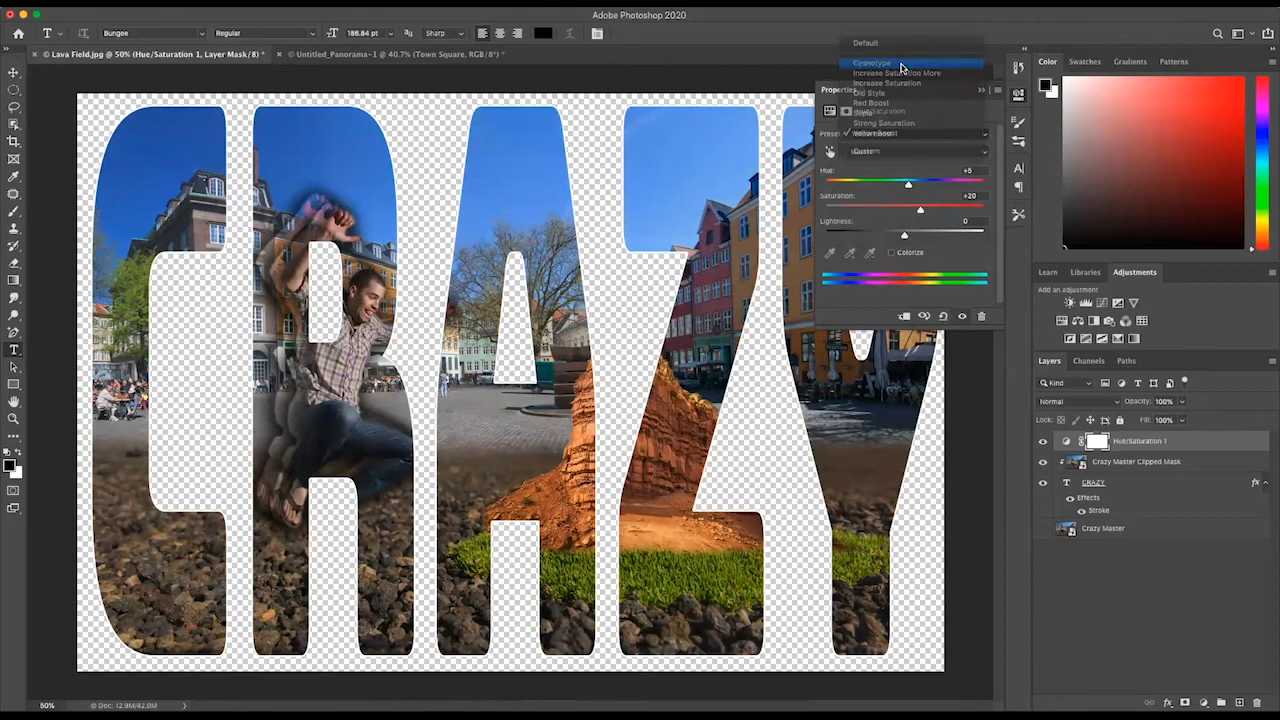 Adobe Photoshop 2020
T Bungee Regular 186.84 pt Sharp
Lava Field.jpg @ 50% (Hue/Saturation 1, Layer Mask/8) *
Untitled_Panorama-1 @ 40.7% (Town Square, RGB/8*) *
CRAZY
Default
Cyanotype
Increase Saturation More
Increase Saturation
Old Style
Red Boost
Strong Saturation
Yellow Boost
Custom
Properties
Preset
Hue: +5
Saturation: +20
Lightness: 0
Colorize
Color Swatches Gradients Patterns
Learn Libraries Adjustments
Add an adjustment
Layers Channels Paths
Kind
Normal Opacity: 100%
Lock: Fill: 100%
Hue/Saturation 1
Crazy Master Clipped Mask
T CRAZY fx
Effects
Stroke
Crazy Master
50% Doc: 12.9M/42.0M